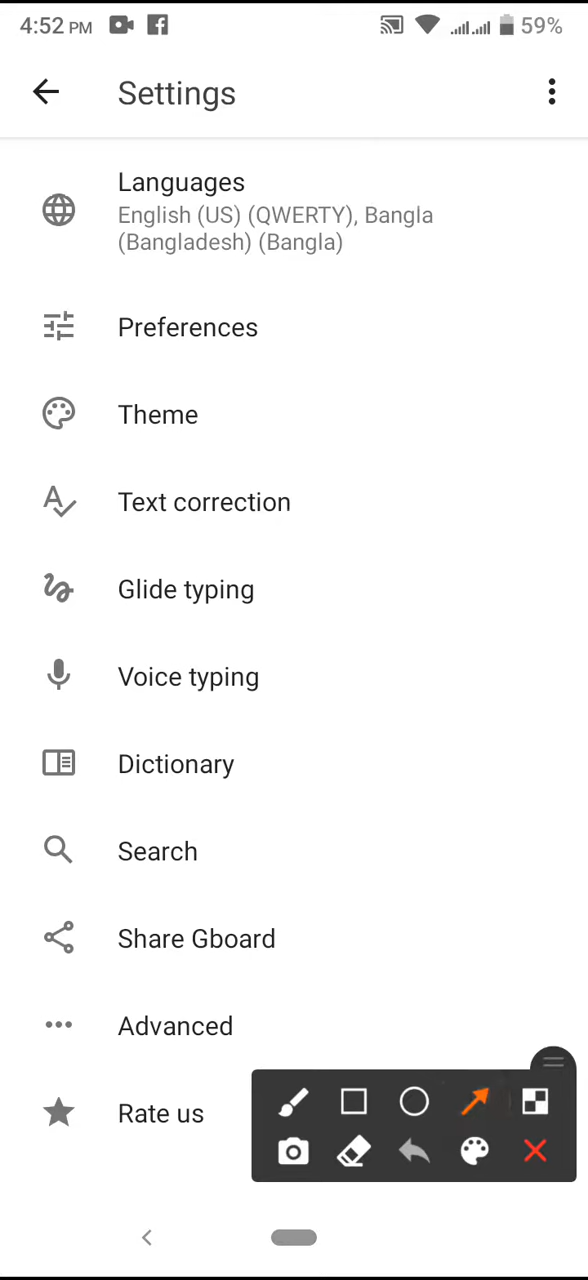 4:52 PM 59%
Settings
Languages
English (US) (QWERTY), Bangla
(Bangladesh) (Bangla)
Preferences
Theme
Text correction
Glide typing
Voice typing
Dictionary
Search
Share Gboard
Advanced
Rate us